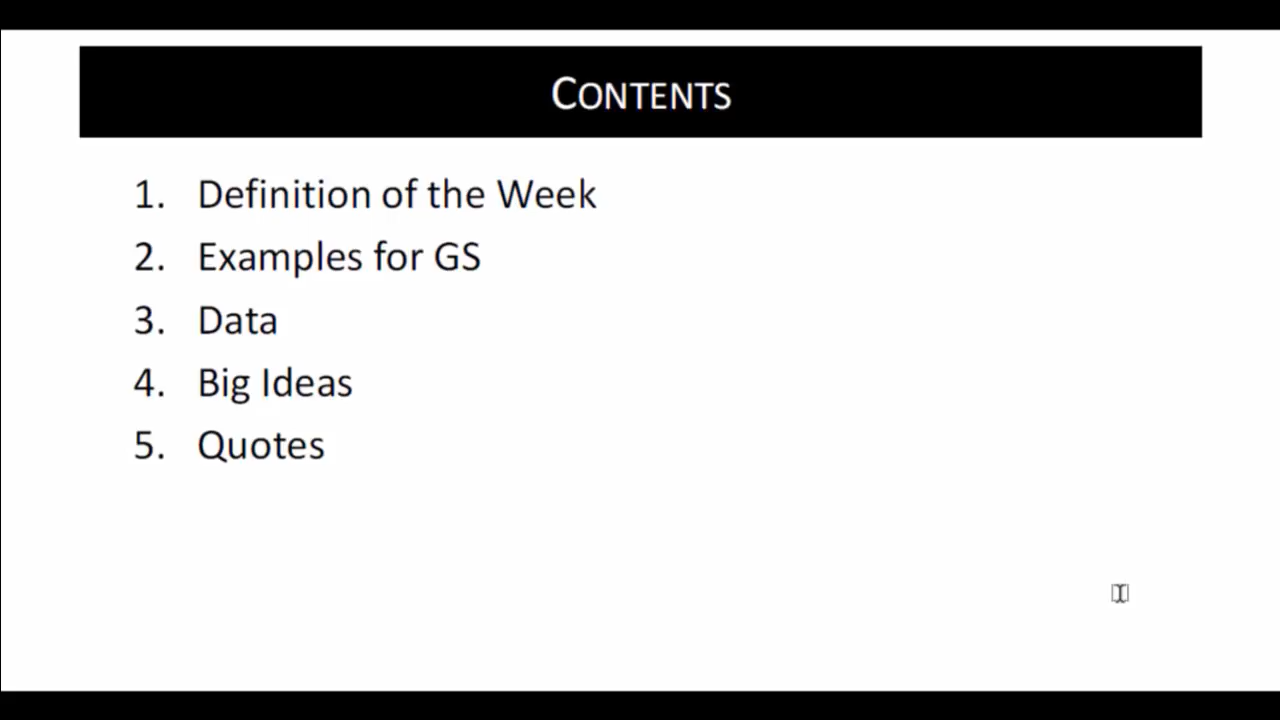 CONTENTS
1. Definition of the Week
2. Examples for GS
3. Data
4. Big Ideas
5. Quotes